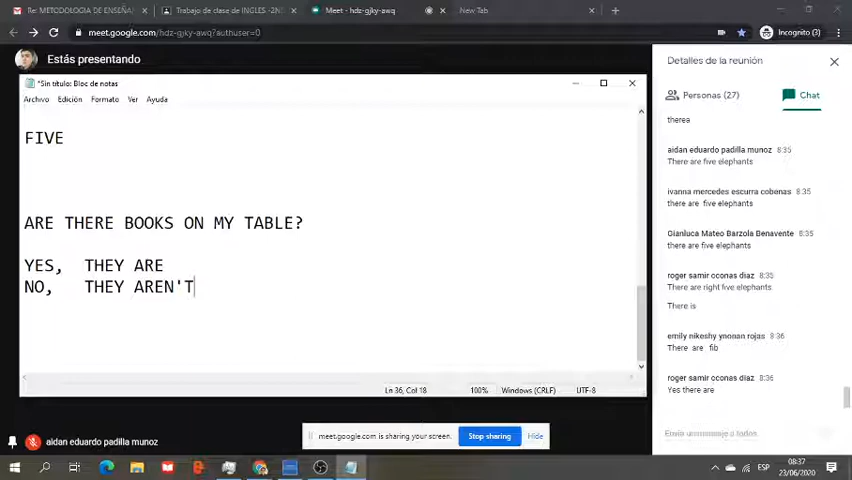 Re: METODOLOGIA DE ENSEÑA
Trabajo de clase de INGLES -2N
Meet - hdz-gjky-awq
New Tab
meet.google.com/hdz-gjky-awq?authuser=0
Incógnito (3)
Estás presentando
*Sin título: Bloc de notas
Archivo Edición Formato Ver Ayuda
FIVE
ARE THERE BOOKS ON MY TABLE?
YES, THEY ARE
NO, THEY AREN'T
Ln 36, Col 18 100% Windows (CRLF) UTF-8
Detalles de la reunión
Personas (27) Chat
therea
aidan eduardo padilla munoz 8:35
There are five elephants
ivanna mercedes escurra cobenas 8:35
there are five elephants
Gianluca Mateo Barzola Benavente 8:35
there are five elephants
roger sair cconas diaz 8:35
There are right five elephants
There is
emily nikeshy ynonan rojas 8:36
There are fib
roger sair cconas diaz 8:36
Yes there are
aidan eduardo padilla munoz
meet.google.com is sharing your screen. Stop sharing Hide
ESP
08:37
23/06/2020